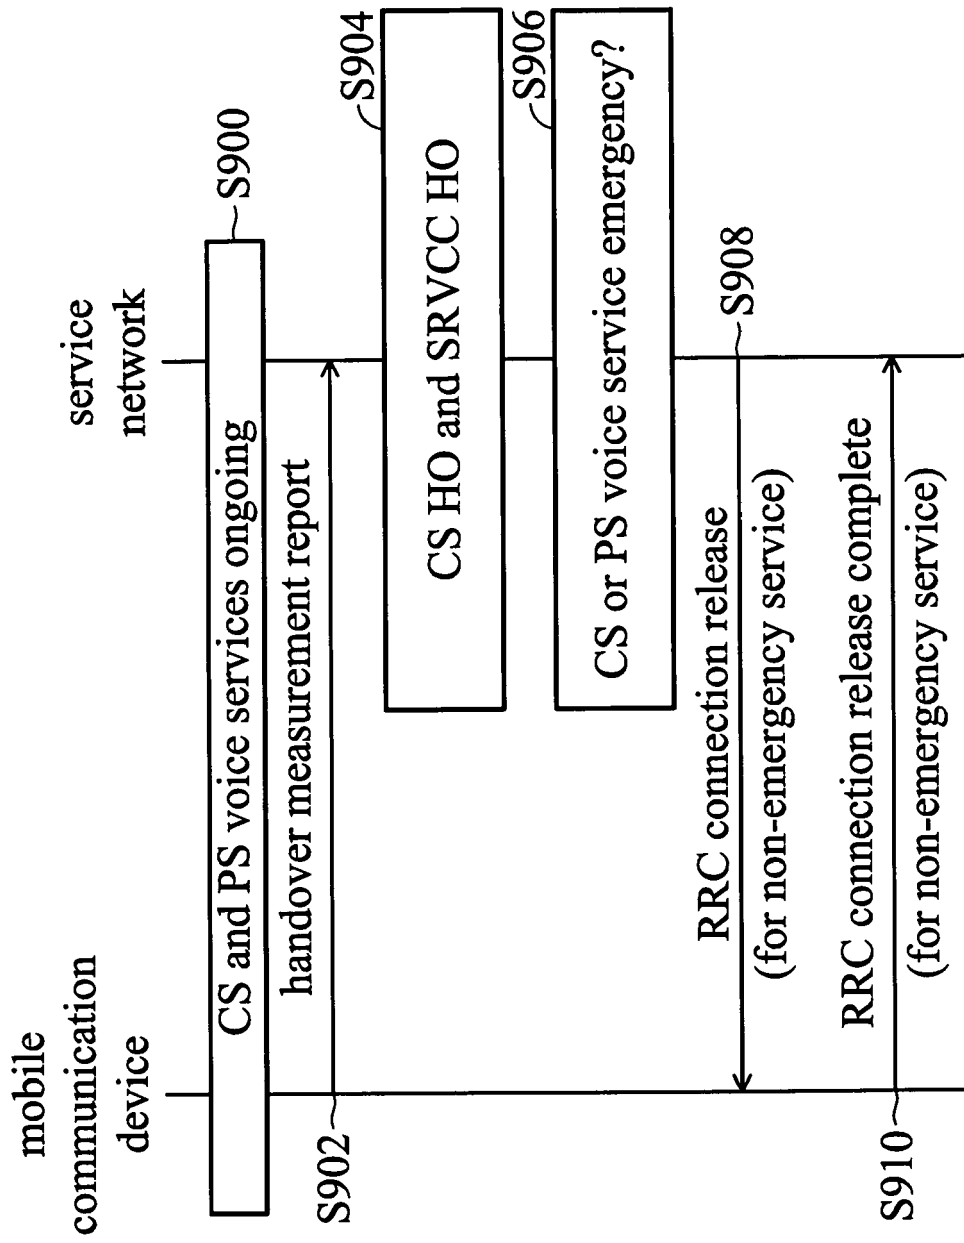 mobile
communication
device
service
network
CS and PS voice services ongoing
S900
handover measurement report
S902
S904
CS HO and SRVCC HO
S906
CS or PS voice service emergency?
RRC connection release
(for non-emergency service)
S908
RRC connection release complete
(for non-emergency service)
S910